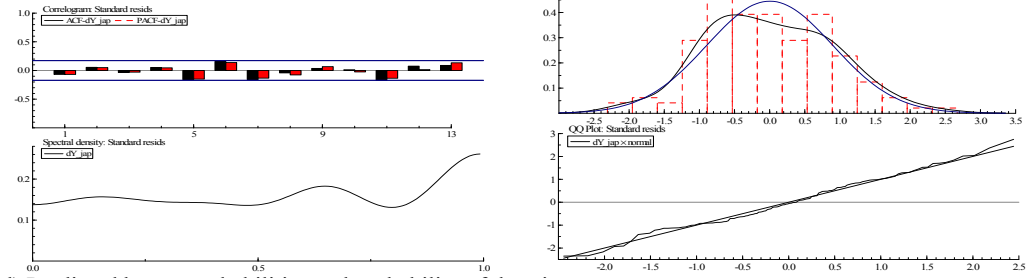 Correlogram: Standard resids
ACF-dY_jap PACF-dY_jap
1.0
0.5
0.0
-0.5
1 5 9 13
0.4
0.3
0.2
0.1
-2.5 -2.0 -1.5 -1.0 -0.5 0.0 0.5 1.0 1.5 2.0 2.5 3.0 3.5
Spectral density: Standard resids
dY_jap
0.2
0.1
0.0 0.5 1.0
QQ Plot: Standard resids
dY_jap × normal
3
2
1
0
-1
-2
-2.0 -1.5 -1.0 -0.5 0.0 0.5 1.0 1.5 2.0 2.5